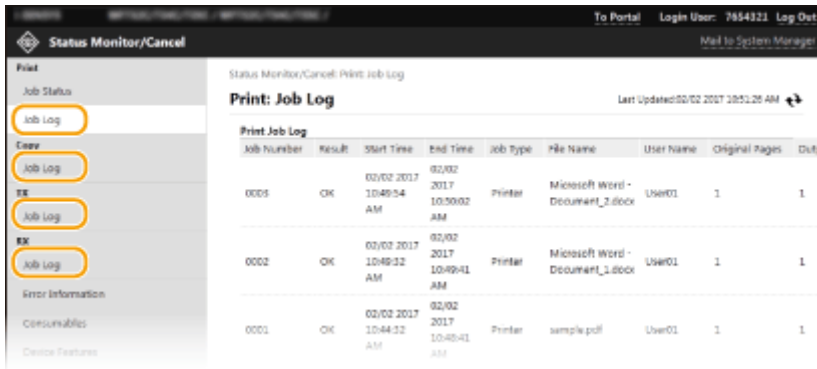 To Portal Login User: 7654321 Log Out
Status Monitor/Cancel
Mail to System Manager
Print
Job Status
Job Log
Copy
Job Log
TX
Job Log
RX
Job Log
Error Information
Consumables
Device Features
Status Monitor/Cancel: Print: Job Log
Print: Job Log
Last Updated:02/02 2017 10:51:26 AM
Print Job Log
Job Number Result Start Time End Time Job Type File Name User Name Original Pages Out
0003 OK 02/02 2017 10:49:54 AM 02/02 2017 10:50:02 AM Printer Microsoft Word - Document_2.docx User01 1 1
0002 OK 02/02 2017 10:49:32 AM 02/02 2017 10:49:41 AM Printer Microsoft Word - Document_1.docx User01 1 1
0001 OK 02/02 2017 10:44:32 AM 02/02 2017 10:48:41 AM Printer sample.pdf User01 1 1